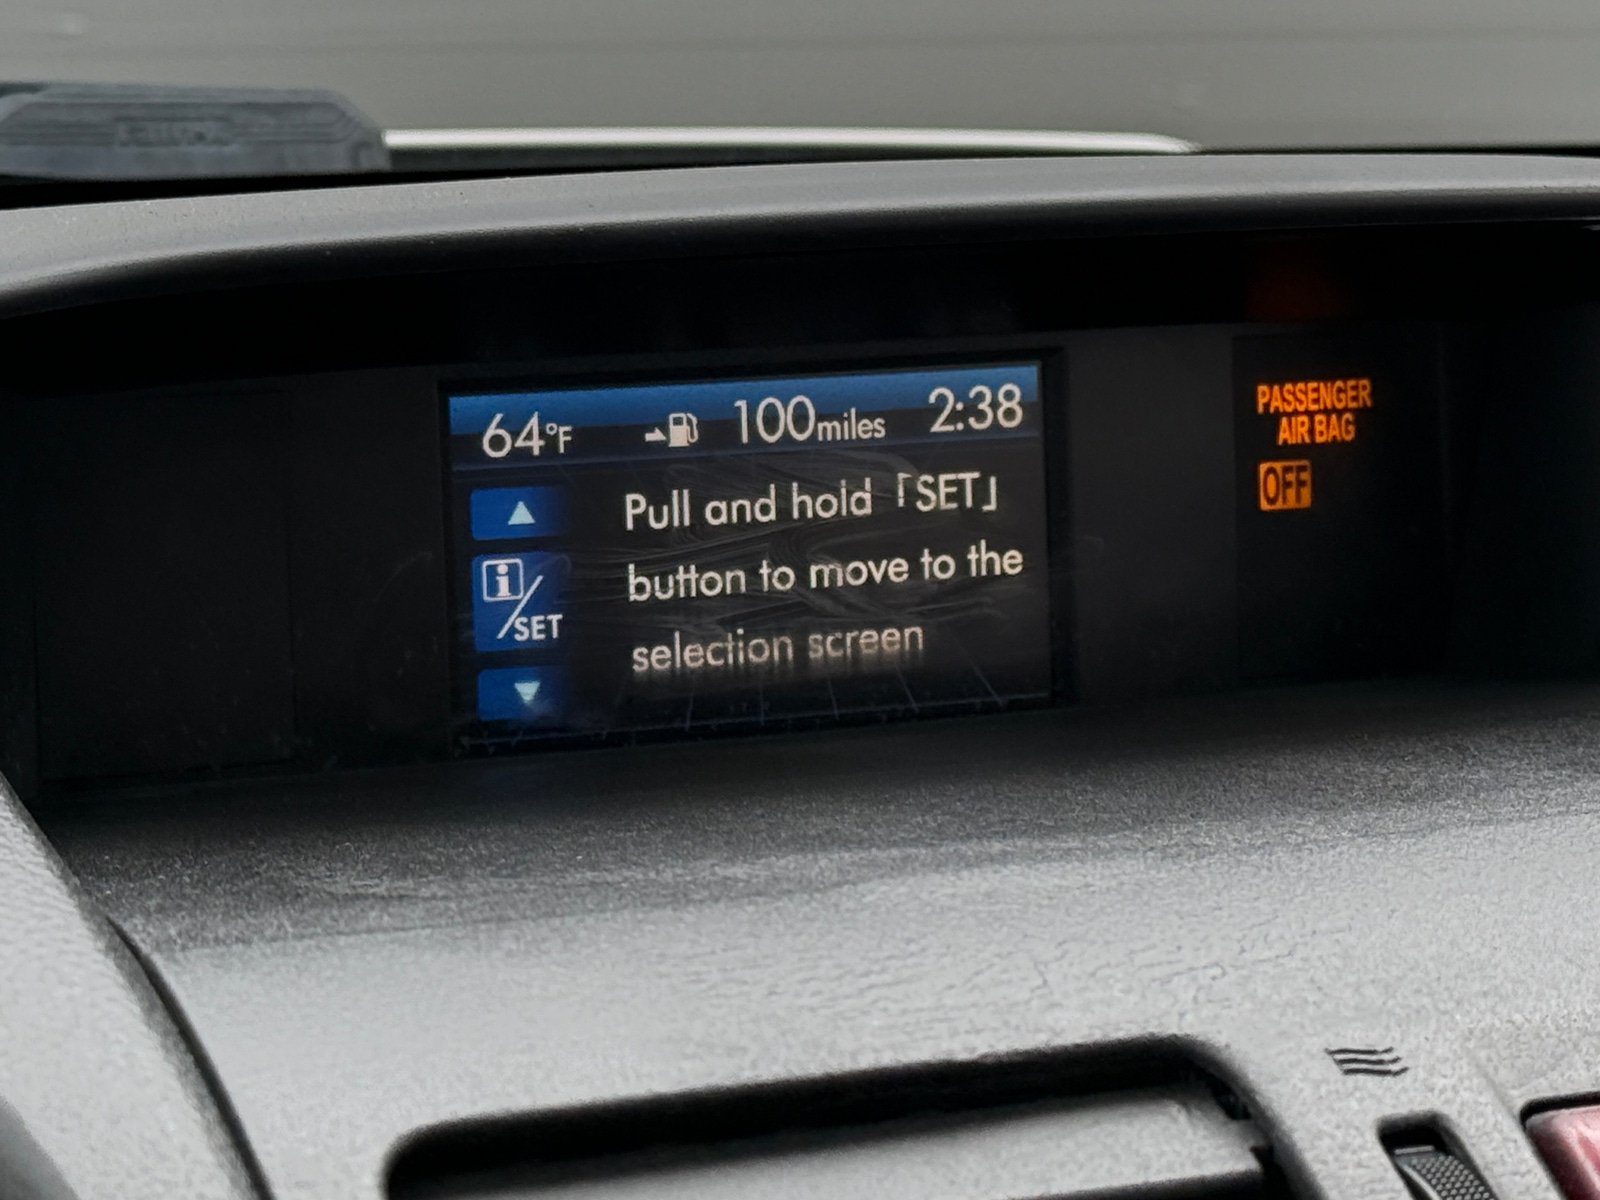 64°F 100miles 2:38
Pull and hold「SET」
button to move to the
selection screen
i/SET
PASSENGER
AIR BAG
OFF